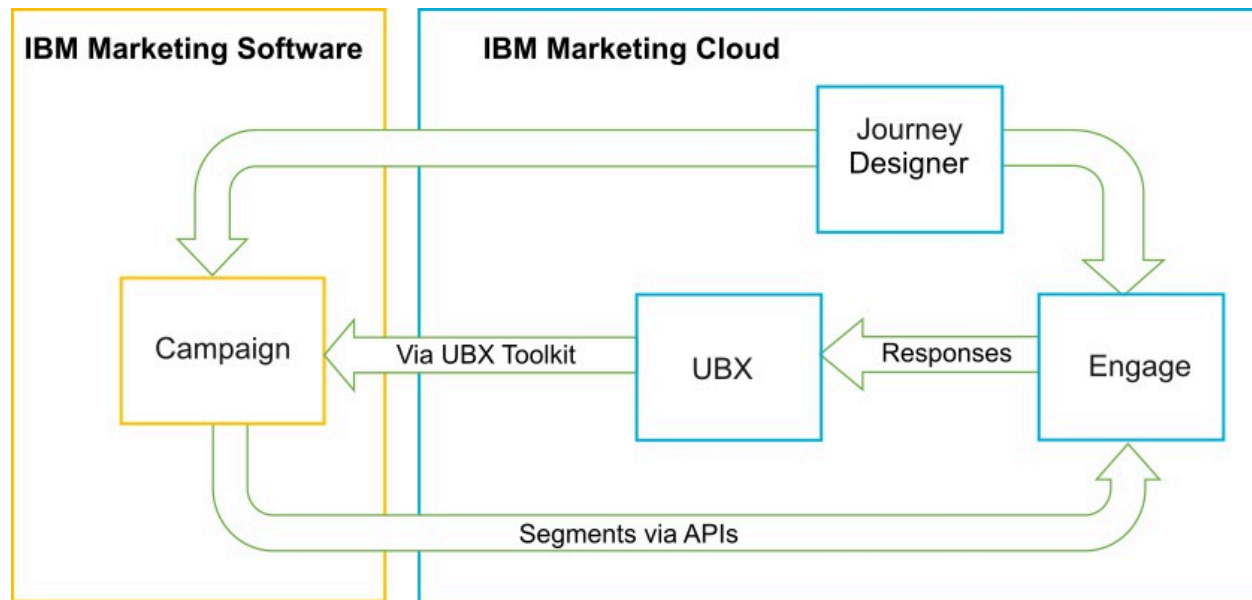 IBM Marketing Software
IBM Marketing Cloud
Journey
Designer
Campaign
Via UBX Toolkit
UBX
Responses
Engage
Segments via APIs